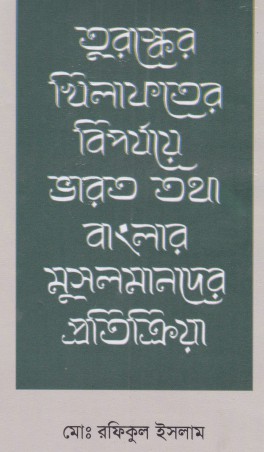 তুরস্কের
খিলাফতের
বিপর্যয়ে
ভারত তথা
বাংলার
মুসলমানদের
প্রতিক্রিয়া
মোঃ রফিকুল ইসলাম